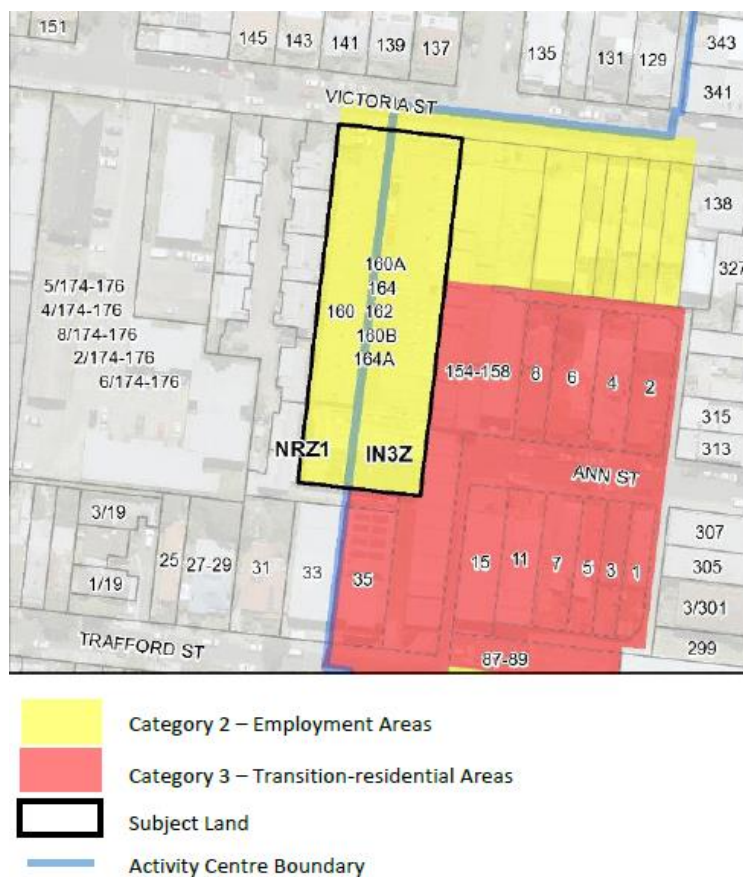 151
145 143 141 139 137
135 131 129
343
341
VICTORIA ST
138
327
160A
164
160 162
160B
164A
5/174-176
4/174-176
8/174-176
2/174-176
6/174-176
154-158 8 6 4 2
315
313
NRZ1 IN3Z
ANN ST
3/19
25 27-29 31 33 35
1/19
15 11 7 5 3 1
307
305
3/301
299
TRAFFORD ST
87-89
Category 2 – Employment Areas
Category 3 – Transition-residential Areas
Subject Land
Activity Centre Boundary